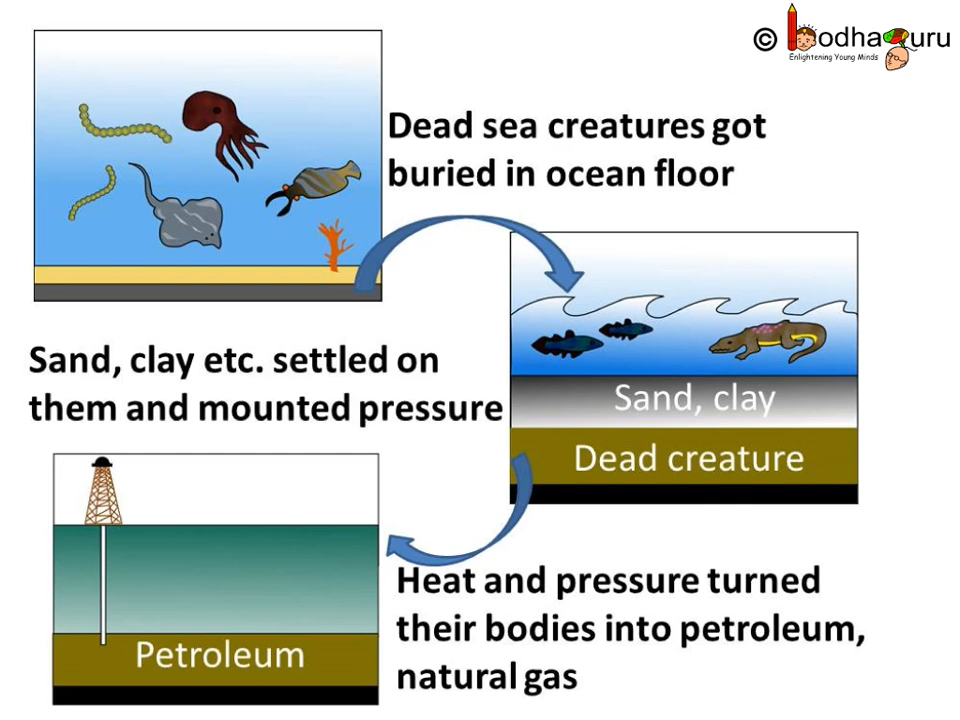 © Bodhaguru
Enlightening Young Minds
Dead sea creatures got
buried in ocean floor
Sand, clay etc. settled on
them and mounted pressure
Sand, clay
Dead creature
Heat and pressure turned
their bodies into petroleum,
natural gas
Petroleum